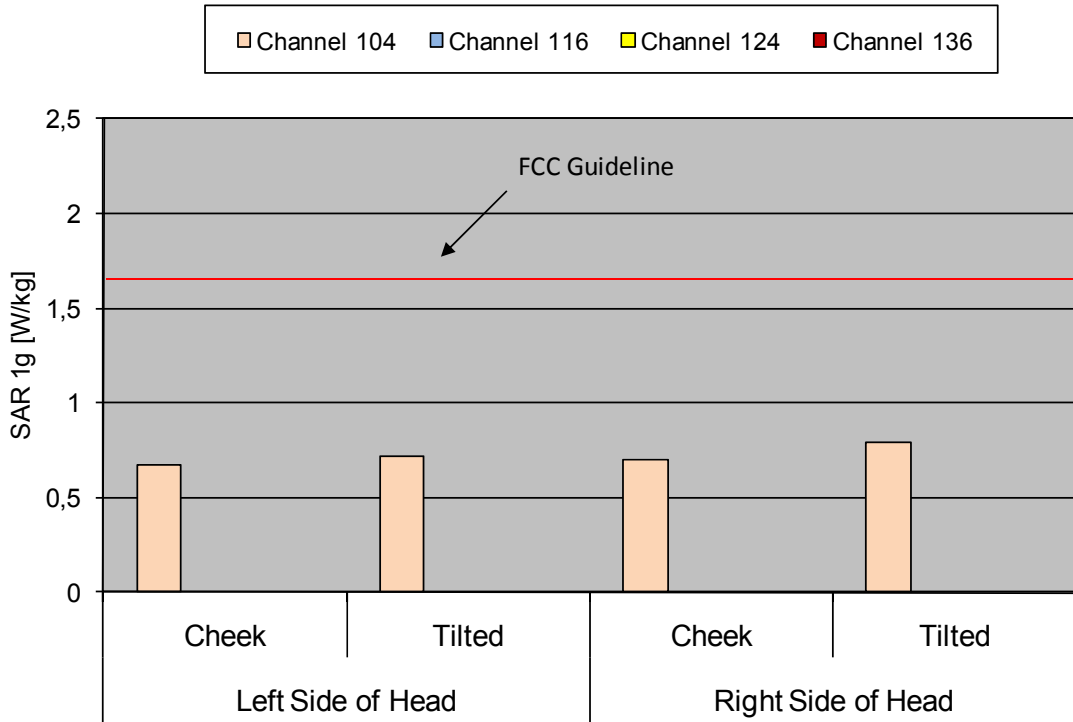 Channel 104 Channel 116 Channel 124 Channel 136
2,5
FCC Guideline
2
1,5
SAR 1g [W/kg]
1
0,5
0
Cheek Tilted Cheek Tilted
Left Side of Head Right Side of Head